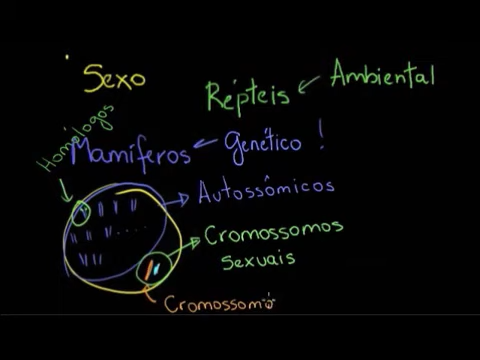 Sexo
Ambiental
Répteis
Homólogos
Mamíferos
Genético !
Autossômicos
Cromossomos
Sexuais
Cromossomo